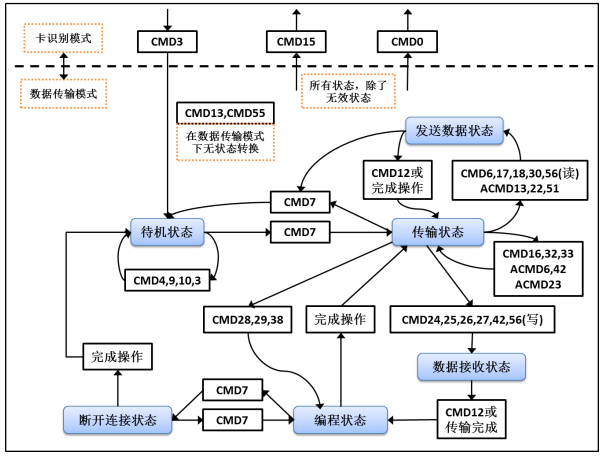 卡识别模式
CMD3
CMD15
CMD0
数据传输模式
所有状态，除了
无效状态
CMD13,CMD55
在数据传输模式
下无状态转换
发送数据状态
CMD12或
完成操作
CMD6,17,18,30,56(读)
ACMD13,22,51
CMD7
待机状态
CMD7
传输状态
CMD4,9,10,3
CMD16,32,33
ACMD6,42
ACMD23
CMD28,29,38
完成操作
CMD24,25,26,27,42,56(写)
完成操作
数据接收状态
CMD7
断开连接状态
CMD7
编程状态
CMD12或
传输完成